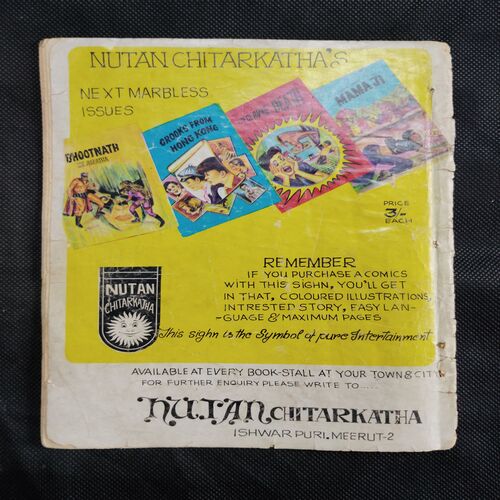 NUTAN CHITARKATHA'S
NEXT MARBLESS
ISSUES
BHOOTNATH
CROOKS FROM
HONG KONG
MAMAJI
PRICE
3/-
EACH
REMEMBER
IF YOU PURCHASE A COMICS
WITH THIS SIGHN, YOU'LL GET
IN THAT, COLOURED ILLUSTRATIONS,
INTRESTED STORY, EASY LAN-
GUAGE & MAXIMUM PAGES
NUTAN
CHITARKATHA
This sighn is the Symbol of pure Intertainment
AVAILABLE AT EVERY BOOK-STALL AT YOUR TOWN & CITY
FOR FURTHER ENQUIRY PLEASE WRITE TO.....
NUTAN CHITARKATHA
ISHWAR PURI. MEERUT-2